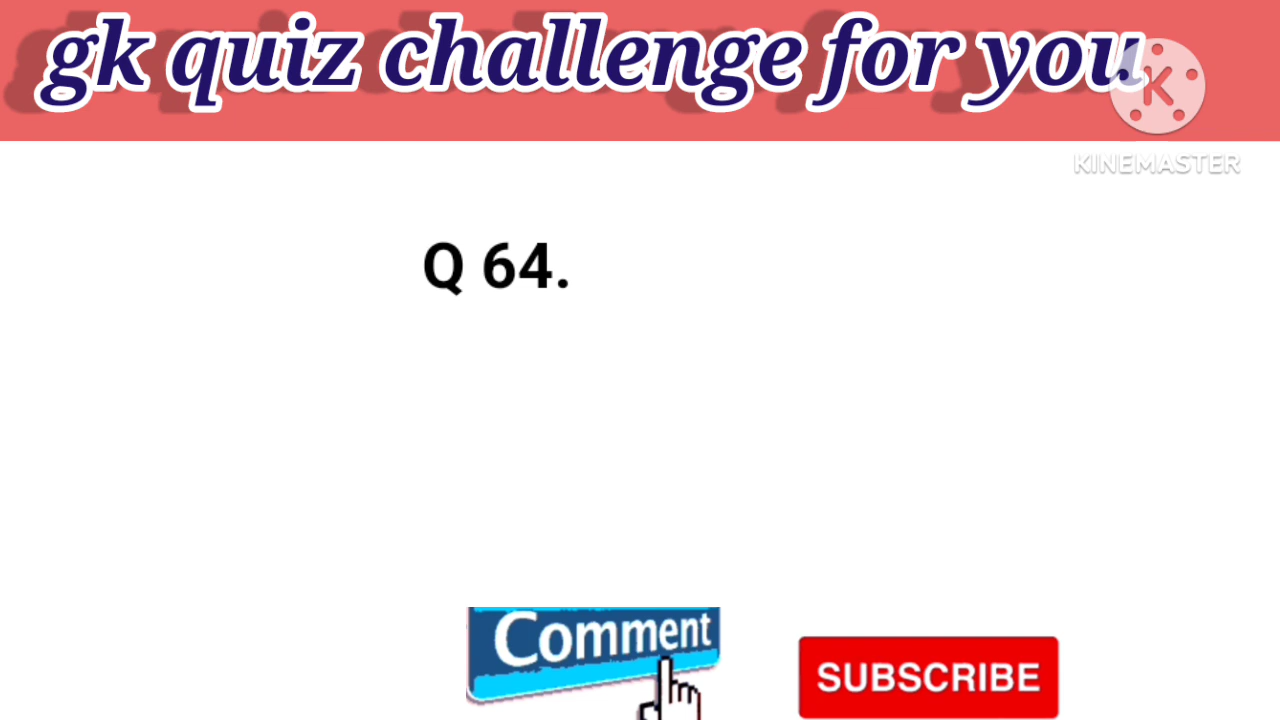 gk quiz challenge for you
K
KINEMASTER
Q 64.
Comment
SUBSCRIBE